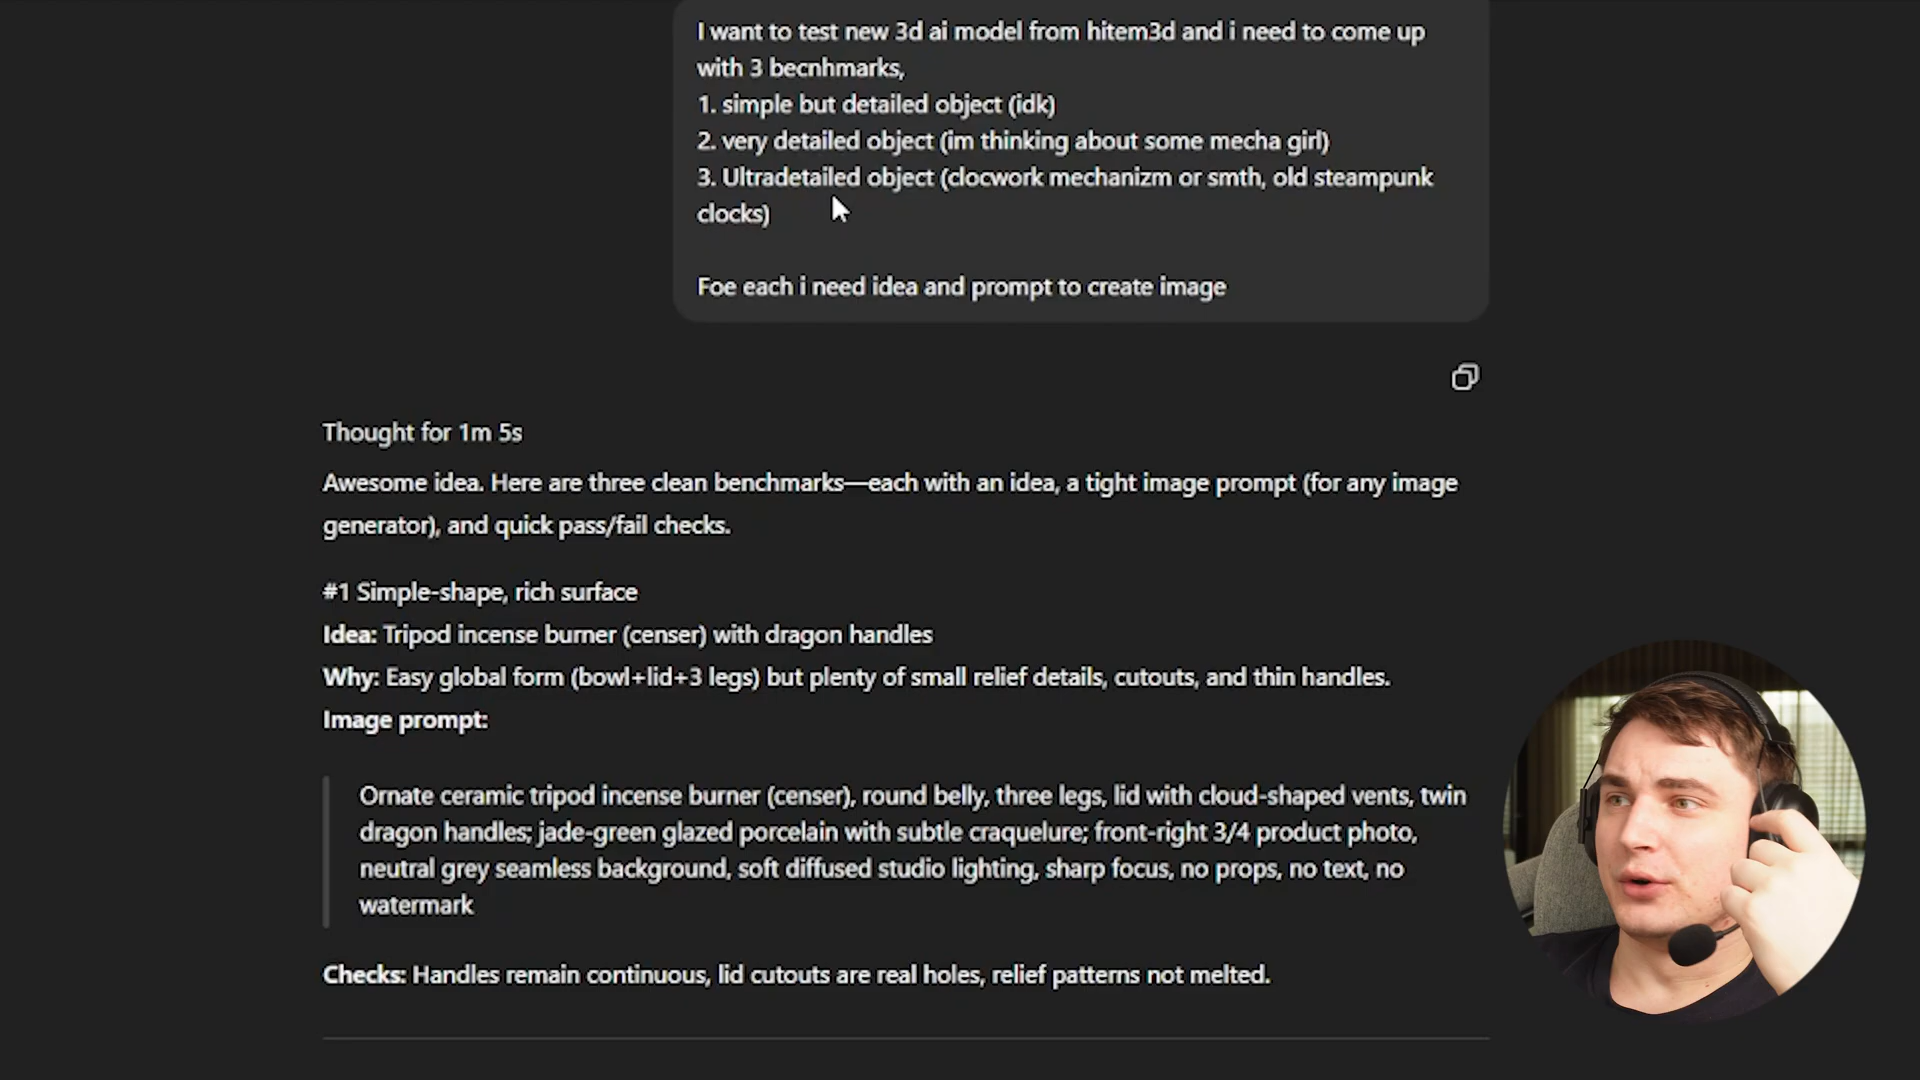 I want to test new 3d ai model from hitem3d and i need to come up
with 3 becnhmarks,
1. simple but detailed object (idk)
2. very detailed object (im thinking about some mecha girl)
3. Ultradetailed object (clocwork mechanizm or smth, old steampunk
clocks)
Foe each i need idea and prompt to create image
Thought for 1m 5s
Awesome idea. Here are three clean benchmarks—each with an idea, a tight image prompt (for any image
generator), and quick pass/fail checks.
#1 Simple-shape, rich surface
Idea: Tripod incense burner (censer) with dragon handles
Why: Easy global form (bowl+lid+3 legs) but plenty of small relief details, cutouts, and thin handles.
Image prompt:
Ornate ceramic tripod incense burner (censer), round belly, three legs, lid with cloud-shaped vents, twin
dragon handles; jade-green glazed porcelain with subtle craquelure; front-right 3/4 product photo,
neutral grey seamless background, soft diffused studio lighting, sharp focus, no props, no text, no
watermark
Checks: Handles remain continuous, lid cutouts are real holes, relief patterns not melted.